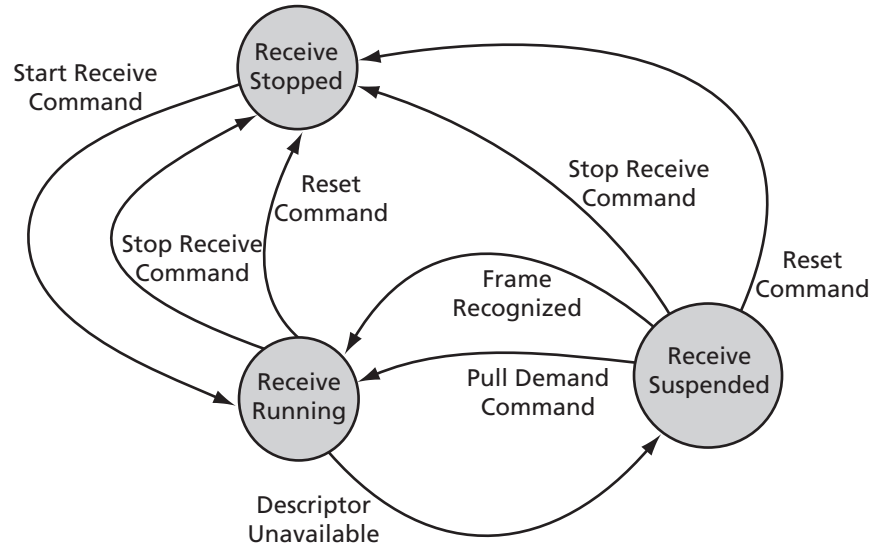 Receive
Stopped
Start Receive
Command
Stop Receive
Command
Reset
Command
Reset
Command
Stop Receive
Command
Frame
Recognized
Receive
Suspended
Receive
Running
Pull Demand
Command
Descriptor
Unavailable